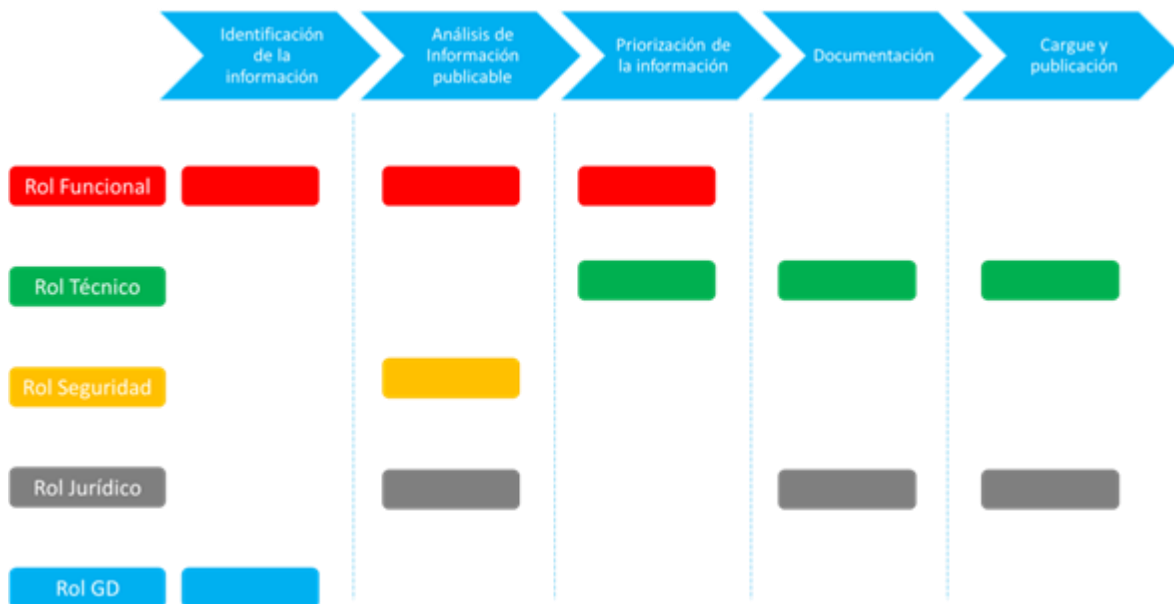 Identificación
de la
información
Análisis de
Información
publicable
Priorización de
la información
Documentación
Cargue y
publicación
Rol Funcional
Rol Técnico
Rol Seguridad
Rol Jurídico
Rol GD